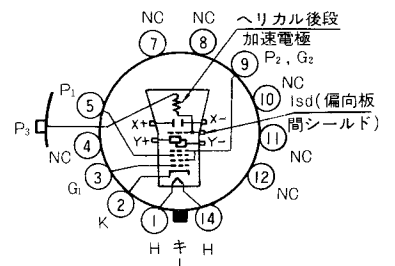 NC NC
ヘリカル後段
加速電極
⑦ ⑧
⑨ P₂, G₂
P₁
⑤
NC
⑩
X+ X−
Isd(偏向板
間シールド)
P₃
Y+ Y−
④ ⑪
NC NC
③ ⑫
G₁ NC
②
K ① ⑭
H キー H